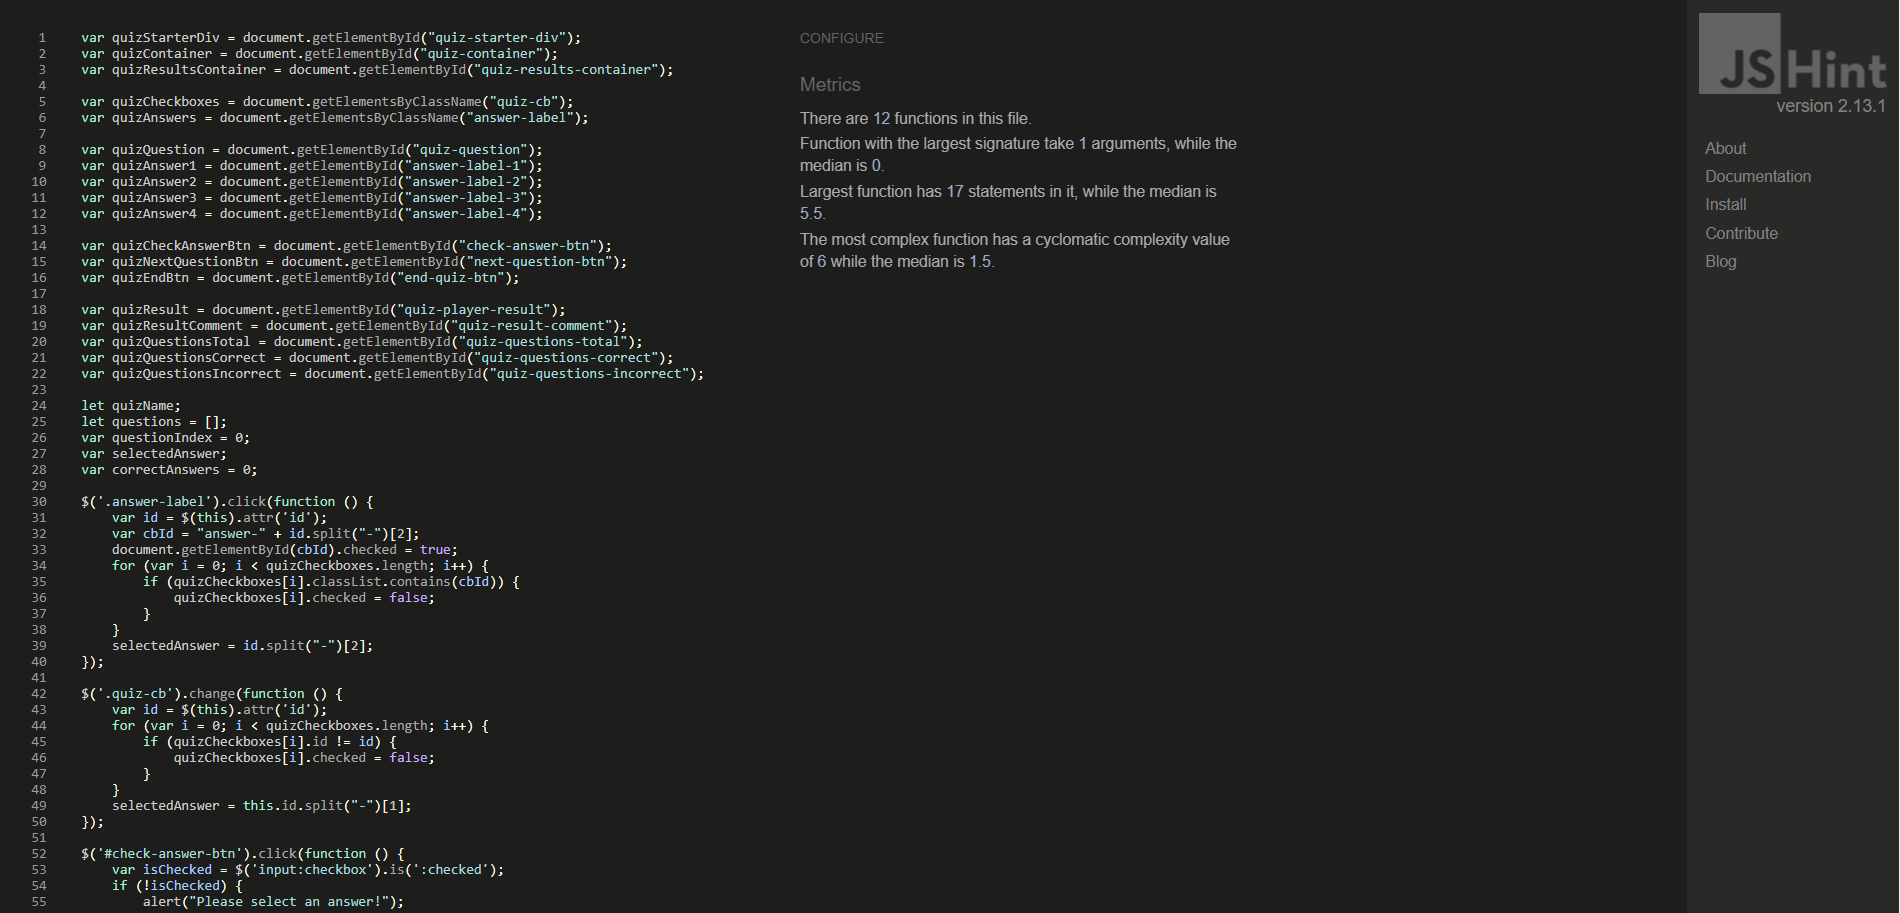 1 var quizStarterDiv = document.getElementById("quiz-starter-div");
2 var quizContainer = document.getElementById("quiz-container");
3 var quizResultsContainer = document.getElementById("quiz-results-container");
4
5 var quizCheckboxes = document.getElementsByClassName("quiz-cb");
6 var quizAnswers = document.getElementsByClassName("answer-label");
7
8 var quizQuestion = document.getElementById("quiz-question");
9 var quizAnswer1 = document.getElementById("answer-label-1");
10 var quizAnswer2 = document.getElementById("answer-label-2");
11 var quizAnswer3 = document.getElementById("answer-label-3");
12 var quizAnswer4 = document.getElementById("answer-label-4");
13
14 var quizCheckAnswerBtn = document.getElementById("check-answer-btn");
15 var quizNextQuestionBtn = document.getElementById("next-question-btn");
16 var quizEndBtn = document.getElementById("end-quiz-btn");
17
18 var quizResult = document.getElementById("quiz-player-result");
19 var quizResultComment = document.getElementById("quiz-result-comment");
20 var quizQuestionsTotal = document.getElementById("quiz-questions-total");
21 var quizQuestionsCorrect = document.getElementById("quiz-questions-correct");
22 var quizQuestionsIncorrect = document.getElementById("quiz-questions-incorrect");
23
24 let quizName;
25 let questions = [];
26 var questionIndex = 0;
27 var selectedAnswer;
28 var correctAnswers = 0;
29
30 $('.answer-label').click(function () {
31     var id = $(this).attr('id');
32     var cbId = "answer-" + id.split("-")[2];
33     document.getElementById(cbId).checked = true;
34     for (var i = 0; i < quizCheckboxes.length; i++) {
35         if (quizCheckboxes[i].classList.contains(cbId)) {
36             quizCheckboxes[i].checked = false;
37         }
38     }
39     selectedAnswer = id.split("-")[2];
40 });
41
42 $('.quiz-cb').change(function () {
43     var id = $(this).attr('id');
44     for (var i = 0; i < quizCheckboxes.length; i++) {
45         if (quizCheckboxes[i].id != id) {
46             quizCheckboxes[i].checked = false;
47         }
48     }
49     selectedAnswer = this.id.split("-")[1];
50 });
51
52 $('#check-answer-btn').click(function () {
53     var isChecked = $('input:checkbox').is(':checked');
54     if (!isChecked) {
55         alert("Please select an answer!");
CONFIGURE
Metrics
There are 12 functions in this file.
Function with the largest signature take 1 arguments, while the
median is 0.
Largest function has 17 statements in it, while the median is
5.5.
The most complex function has a cyclomatic complexity value
of 6 while the median is 1.5.
JSHint
version 2.13.1
About
Documentation
Install
Contribute
Blog